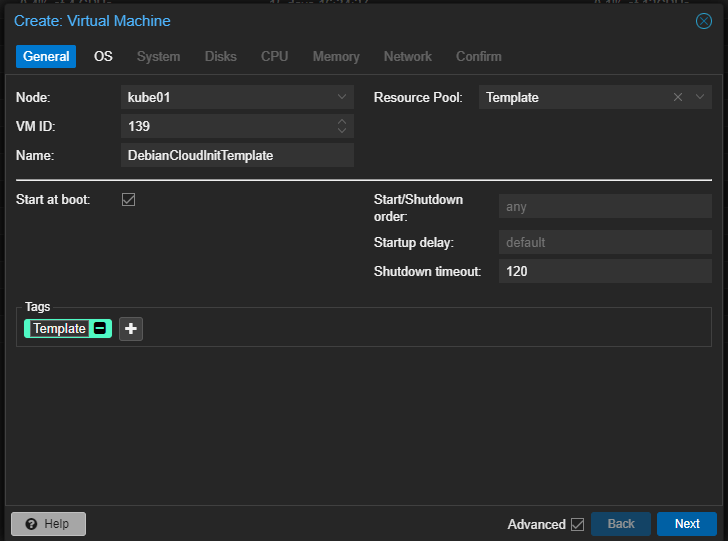 Create: Virtual Machine
General OS System Disks CPU Memory Network Confirm
Node: kube01 Resource Pool: Template
VM ID: 139
Name: DebianCloudInitTemplate
Start at boot: Start/Shutdown order: any
Startup delay: default
Shutdown timeout: 120
Tags
Template
Help Advanced Back Next